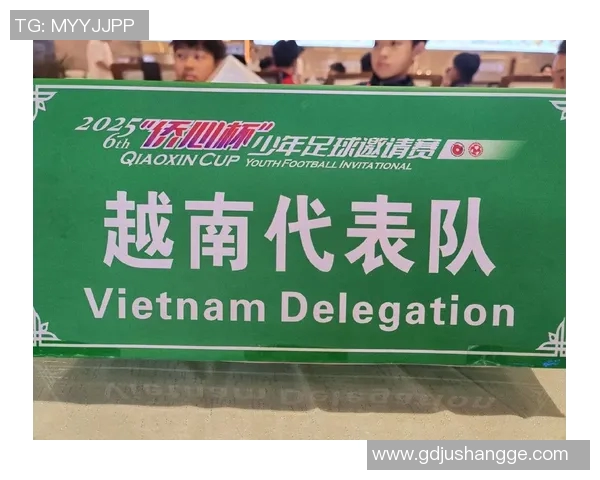 TG: MYYJJPP
2025 "侨心杯" 少年足球邀请赛
6th QIAOXIN CUP YOUTH FOOTBALL INVITATIONAL
越南代表队
Vietnam Delegation
www.gdjushangge.com